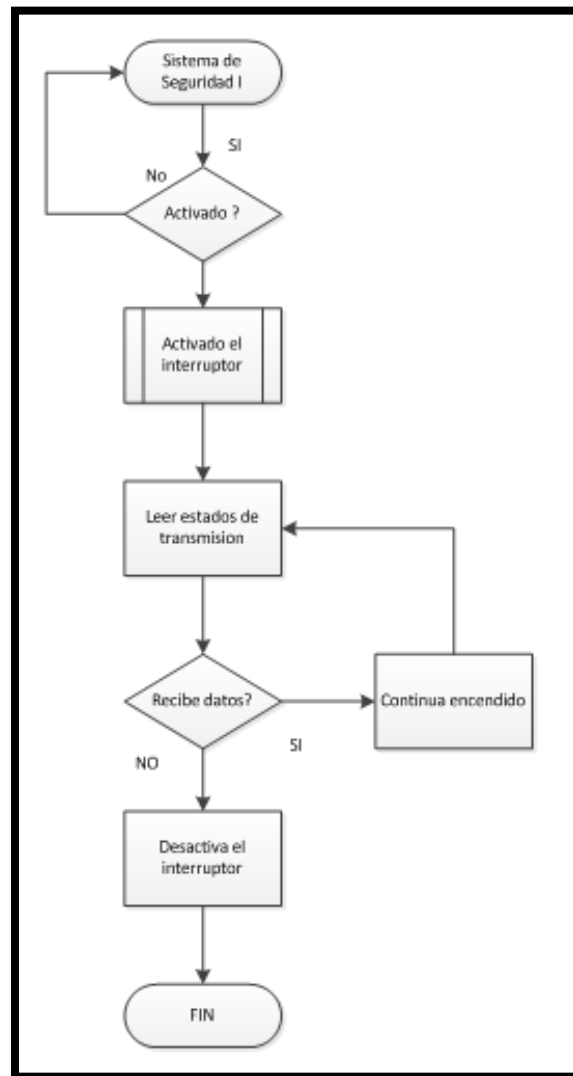 Sistema de
Seguridad I
SI
No
Activado ?
Activado el
interruptor
Leer estados de
transmision
Recibe datos?
Continua encendido
SI
NO
Desactiva el
interruptor
FIN